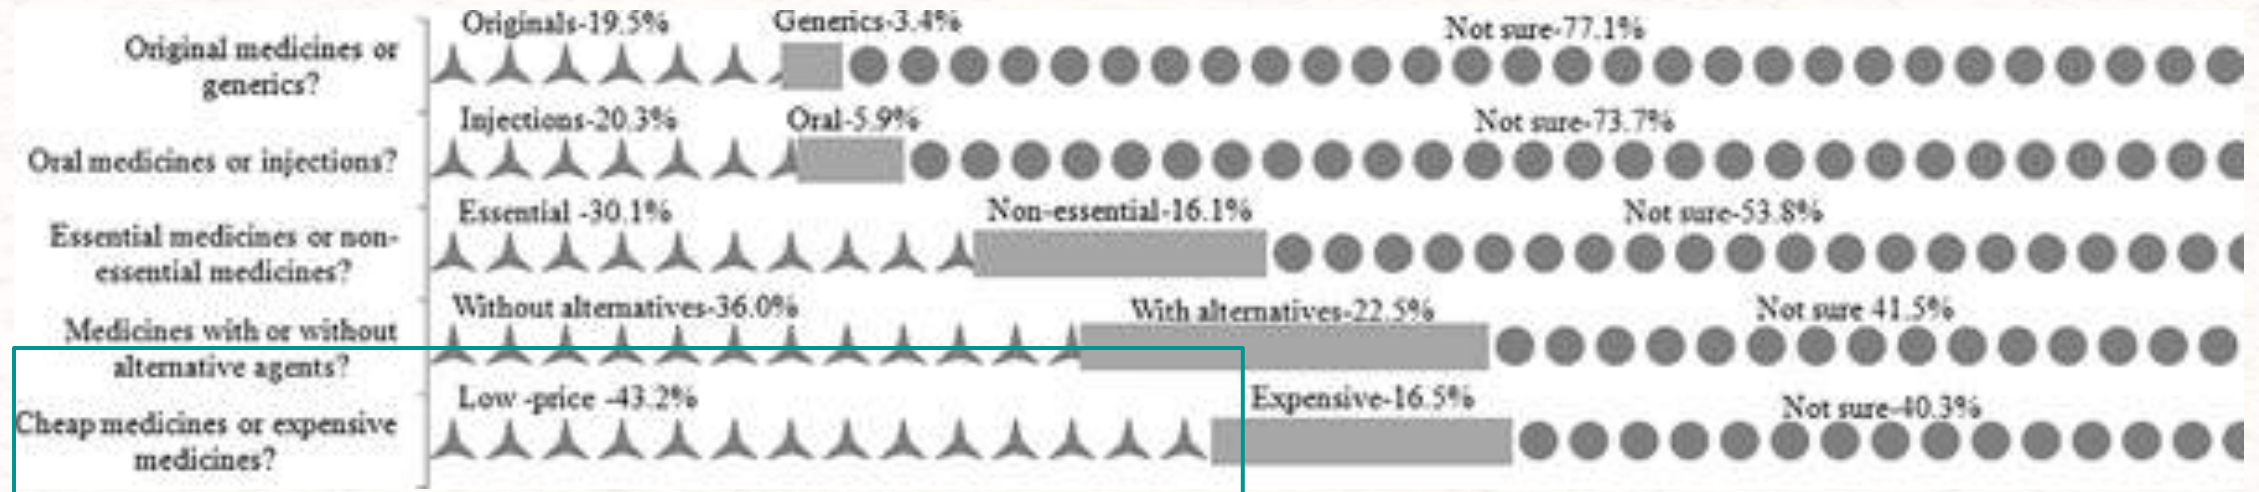 Originals-19.5% Generics-3.4% Not sure-77.1%
Original medicines or
generics?
Injections-20.3% Oral-5.9% Not sure-73.7%
Oral medicines or injections?
Essential -30.1% Non-essential-16.1% Not sure-53.8%
Essential medicines or non-
essential medicines?
Without alternatives-36.0% With alternatives-22.5% Not sure 41.5%
Medicines with or without
alternative agents?
Low -price -43.2% Expensive-16.5% Not sure-40.3%
Cheap medicines or expensive
medicines?